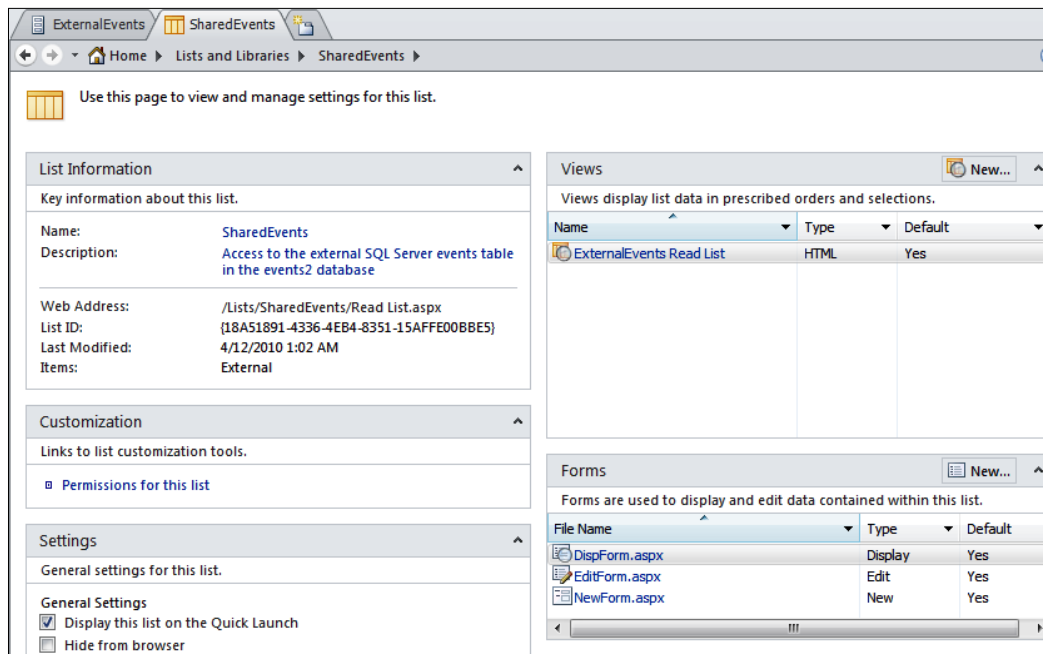 ExternalEvents SharedEvents
Home Lists and Libraries SharedEvents
Use this page to view and manage settings for this list.
List Information
Key information about this list.
Name: SharedEvents
Description: Access to the external SQL Server events table
in the events2 database
Web Address: /Lists/SharedEvents/Read List.aspx
List ID: {18A51891-4336-4EB4-8351-15AFFE00BBE5}
Last Modified: 4/12/2010 1:02 AM
Items: External
Customization
Links to list customization tools.
Permissions for this list
Settings
General settings for this list.
General Settings
Display this list on the Quick Launch
Hide from browser
Views New...
Views display list data in prescribed orders and selections.
Name Type Default
ExternalEvents Read List HTML Yes
Forms New...
Forms are used to display and edit data contained within this list.
File Name Type Default
DispForm.aspx Display Yes
EditForm.aspx Edit Yes
NewForm.aspx New Yes